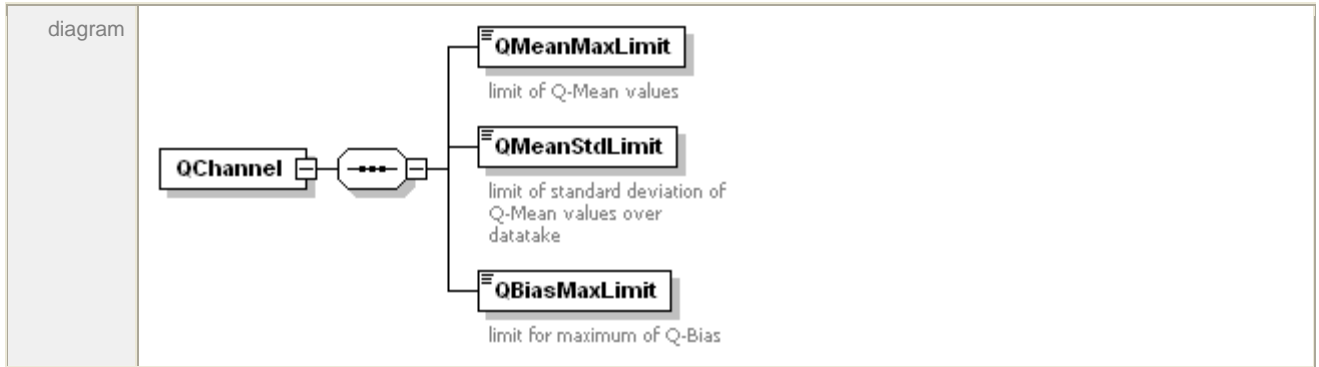 diagram
QMeanMaxLimit
limit of Q-Mean values
QChannel
QMeanStdLimit
limit of standard deviation of
Q-Mean values over
datatake
QBiasMaxLimit
limit for maximum of Q-Bias